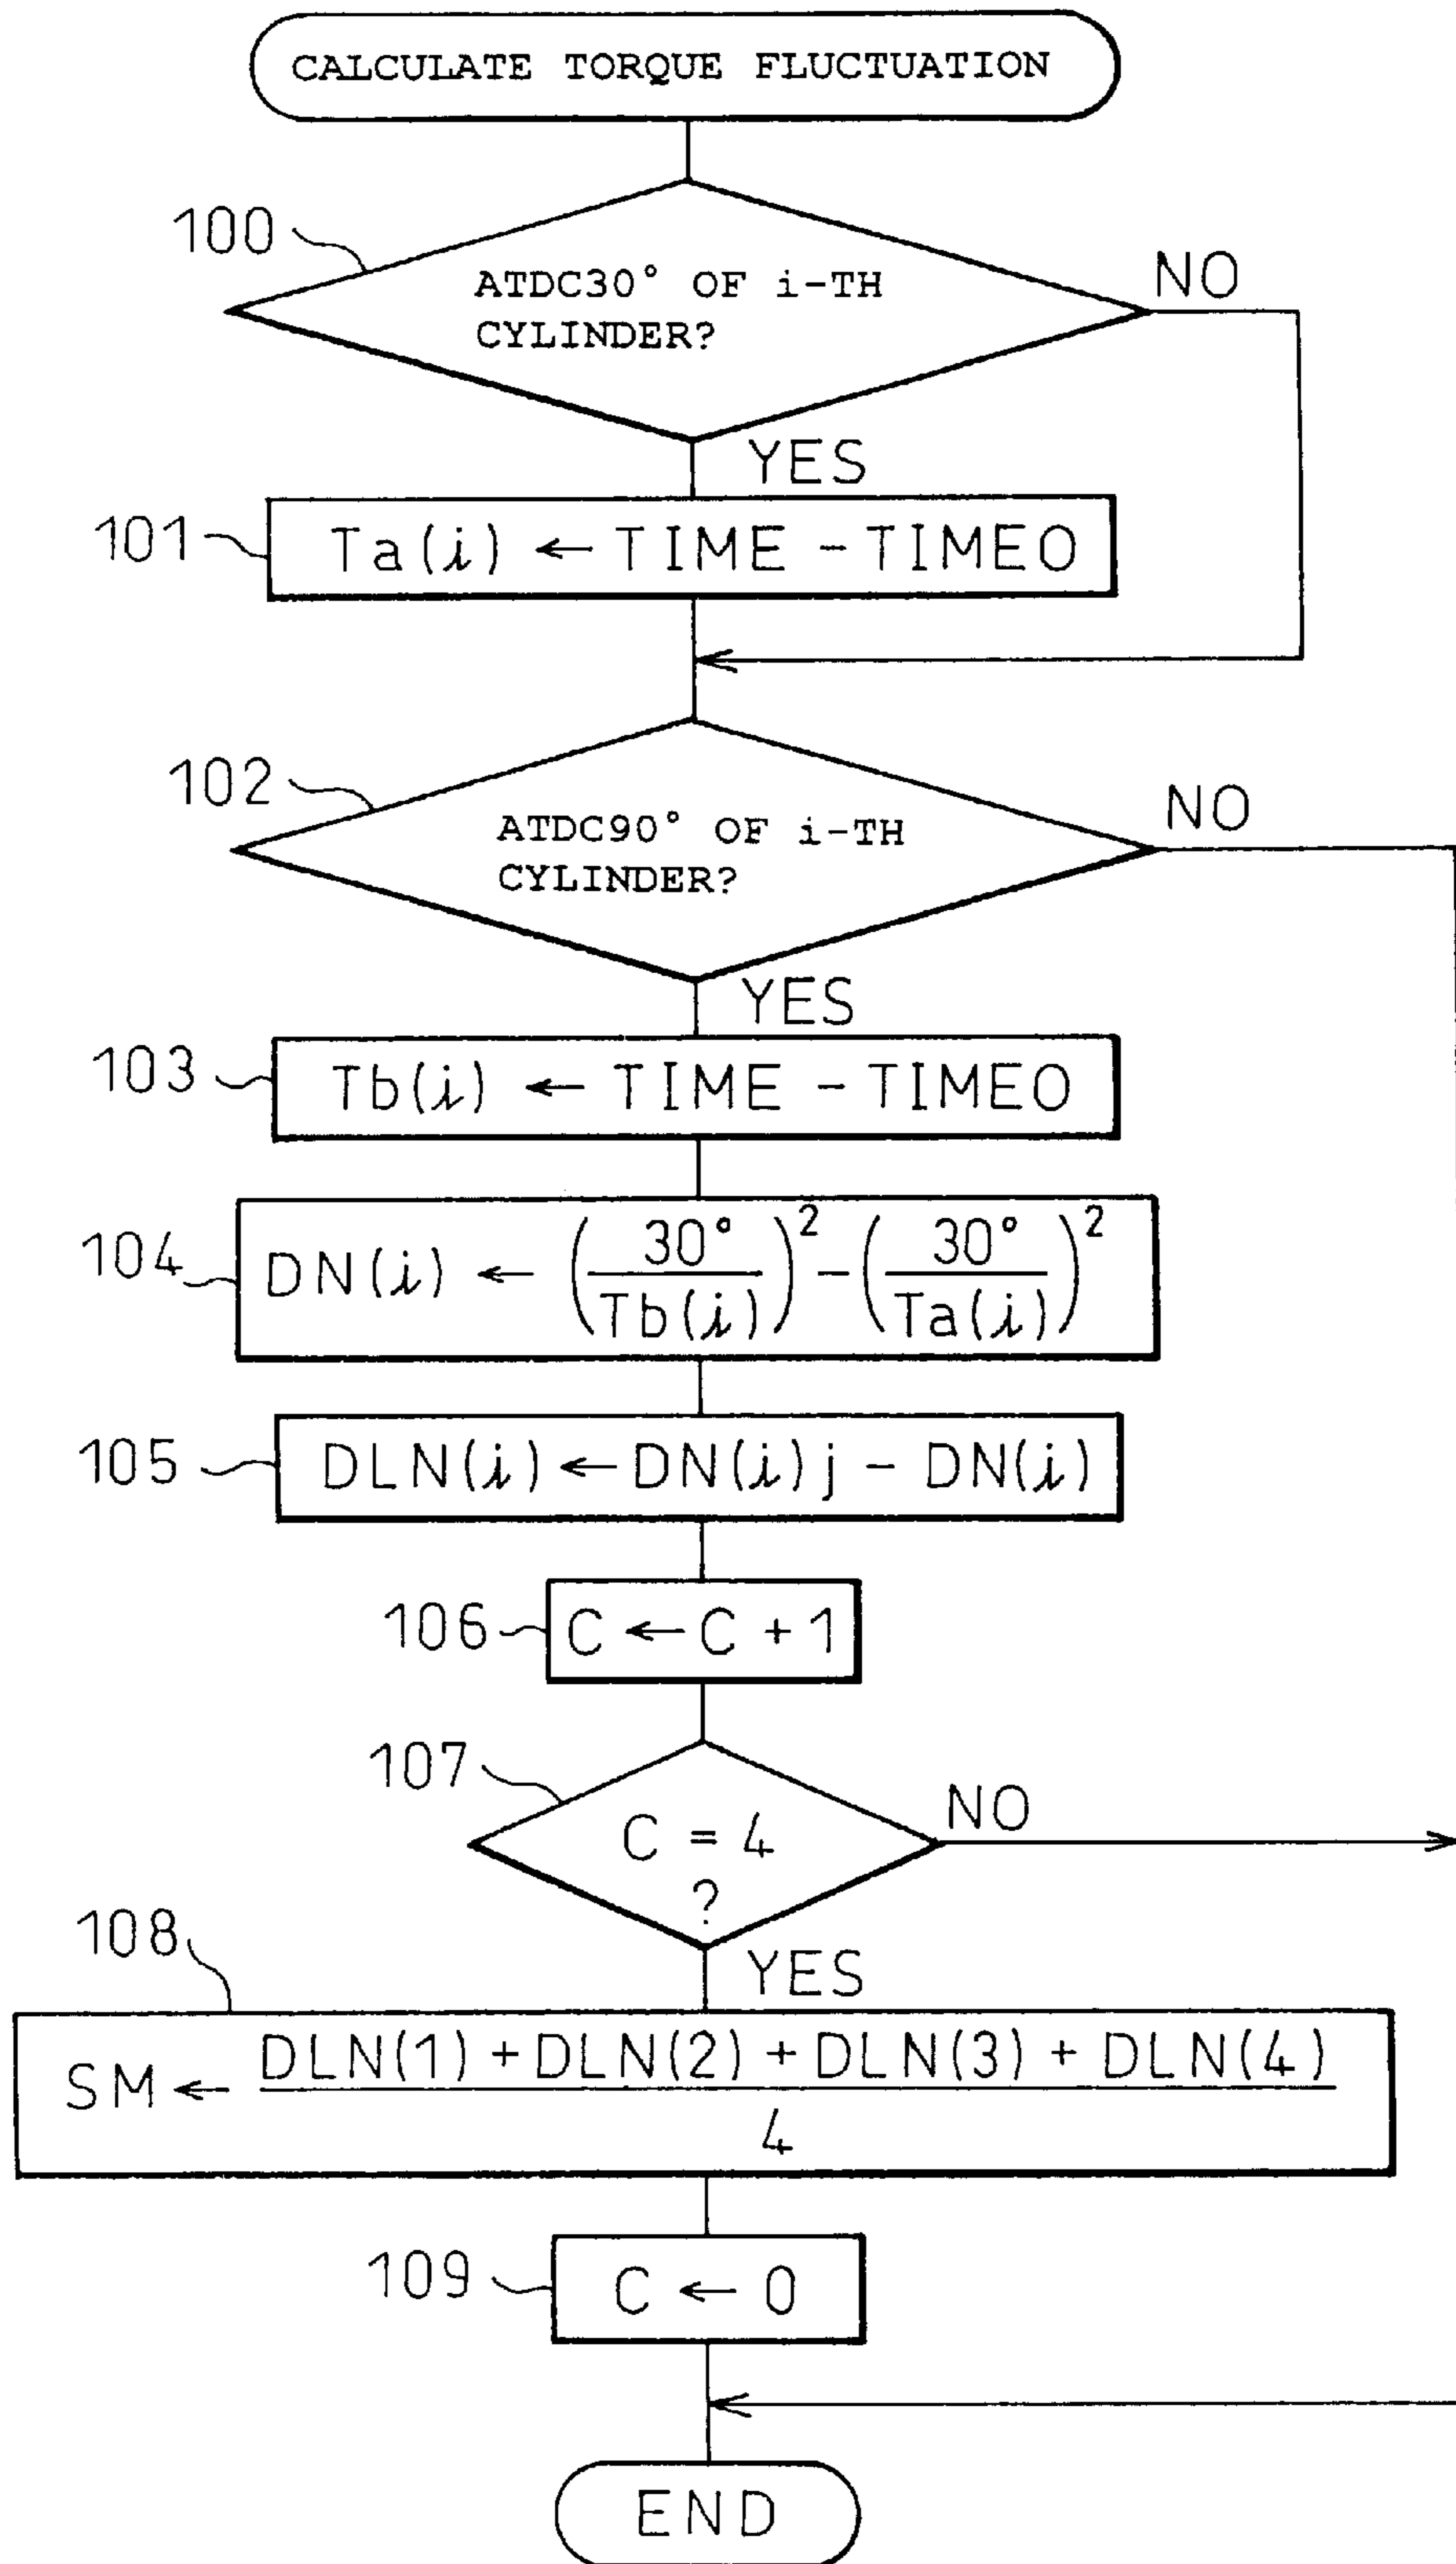 CALCULATE TORQUE FLUCTUATION
100
ATDC30° OF i-TH
CYLINDER?
NO
YES
101
Ta(i) ← TIME - TIMEO
102
ATDC90° OF i-TH
CYLINDER?
NO
YES
103
Tb(i) ← TIME - TIMEO
104
DN(i) ← (30°/Tb(i))² - (30°/Ta(i))²
105
DLN(i) ← DN(i)j - DN(i)
106
C ← C + 1
107
C = 4
?
NO
YES
108
SM ← DLN(1) + DLN(2) + DLN(3) + DLN(4)
4
109
C ← 0
END